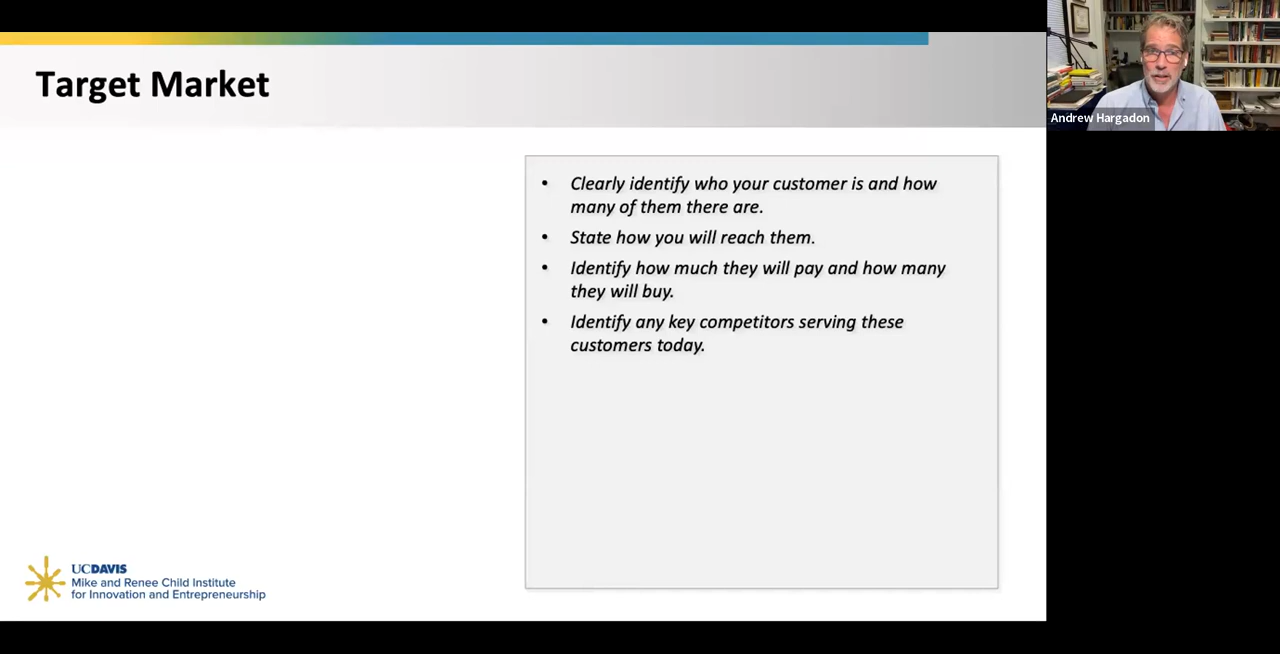 Target Market
Andrew Hargadon
• Clearly identify who your customer is and how
many of them there are.
• State how you will reach them.
• Identify how much they will pay and how many
they will buy.
• Identify any key competitors serving these
customers today.
UCDAVIS
Mike and Renee Child Institute
for Innovation and Entrepreneurship